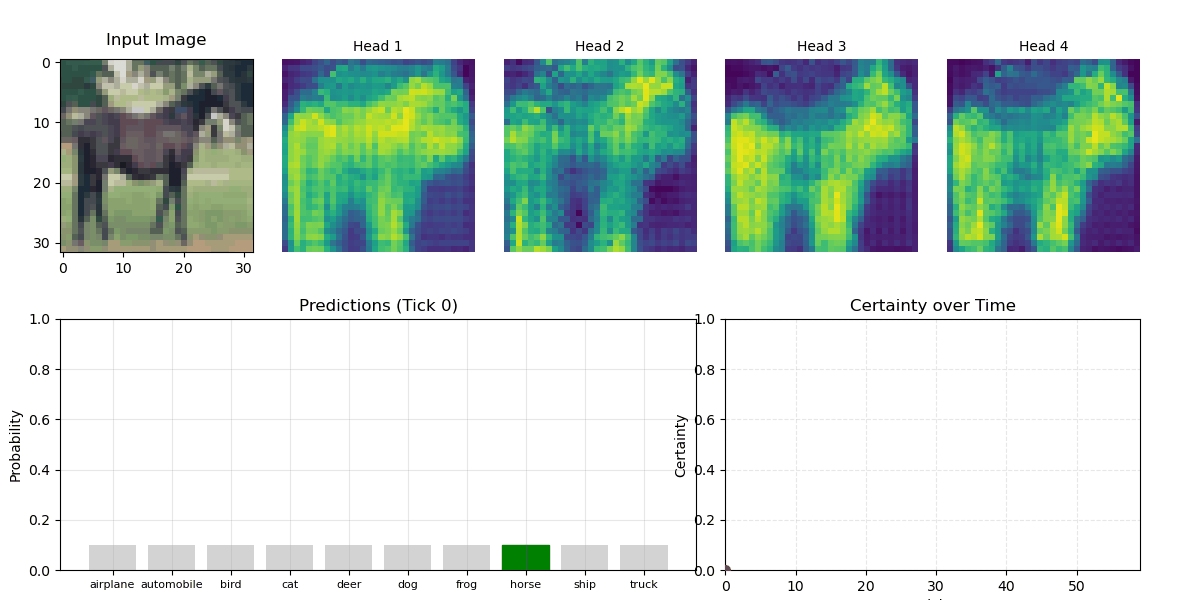 Input Image
Head 1
Head 2
Head 3
Head 4
0
10
20
30
0 10 20 30
Predictions (Tick 0)
Probability
1.0
0.8
0.6
0.4
0.2
0.0
airplane automobile bird cat deer dog frog horse ship truck
Certainty over Time
Certainty
1.0
0.8
0.6
0.4
0.2
0.0
0 10 20 30 40 50